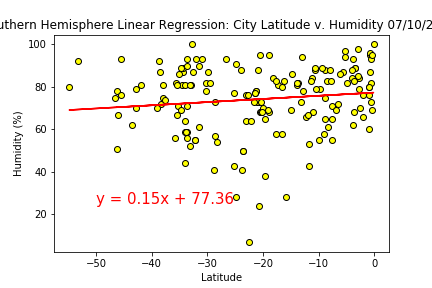 uthern Hemisphere Linear Regression: City Latitude v. Humidity 07/10/2
100
80
60
40
20
Humidity (%)
y = 0.15x + 77.36
−50 −40 −30 −20 −10 0
Latitude